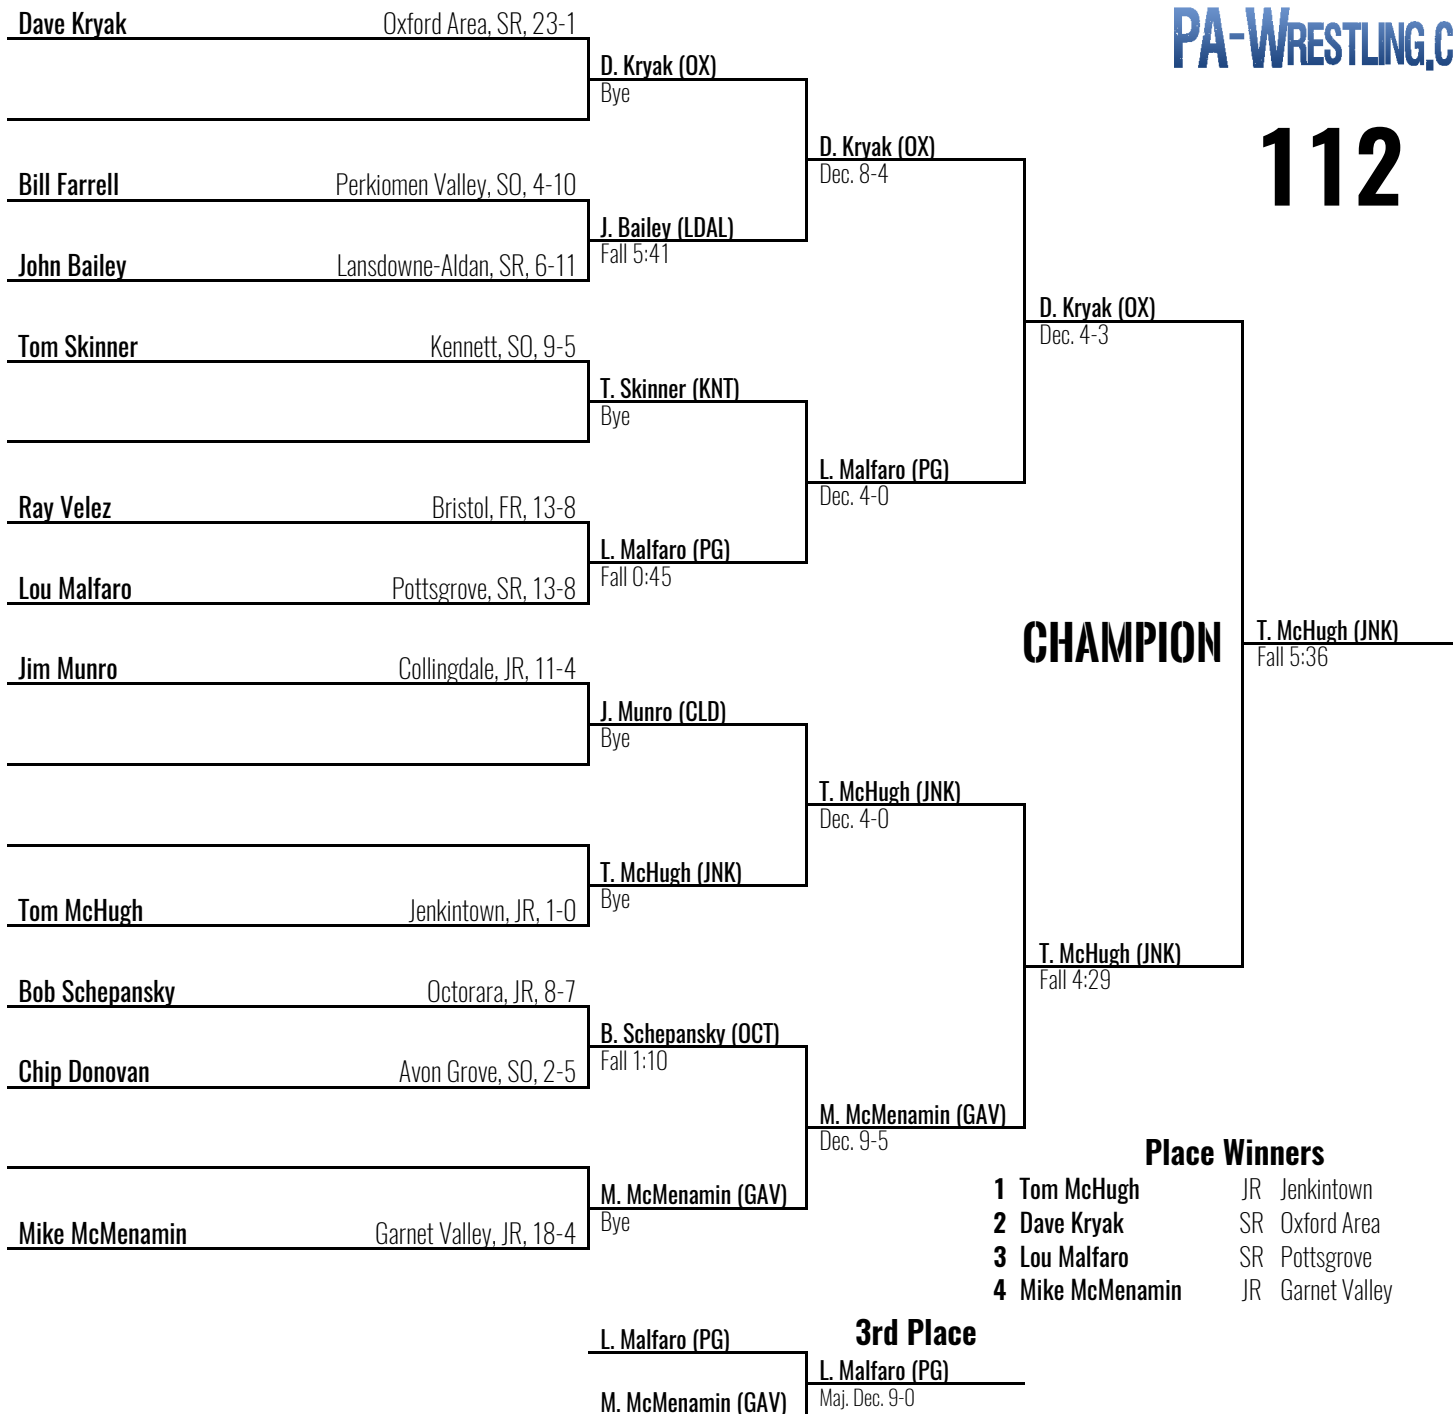 Dave Kryak Oxford Area, SR, 23-1
PA-WRESTLING.C
D. Kryak (OX)
Bye
112
D. Kryak (OX)
Dec. 8-4
Bill Farrell Perkiomen Valley, SO, 4-10
J. Bailey (LDAL)
Fall 5:41
John Bailey Lansdowne-Aldan, SR, 6-11
D. Kryak (OX)
Dec. 4-3
Tom Skinner Kennett, SO, 9-5
T. Skinner (KNT)
Bye
L. Malfaro (PG)
Dec. 4-0
Ray Velez Bristol, FR, 13-8
L. Malfaro (PG)
Fall 0:45
Lou Malfaro Pottsgrove, SR, 13-8
CHAMPION
T. McHugh (JNK)
Fall 5:36
Jim Munro Collingdale, JR, 11-4
J. Munro (CLD)
Bye
T. McHugh (JNK)
Dec. 4-0
T. McHugh (JNK)
Bye
Tom McHugh Jenkintown, JR, 1-0
T. McHugh (JNK)
Fall 4:29
Bob Schepansky Octorara, JR, 8-7
B. Schepansky (OCT)
Fall 1:10
Chip Donovan Avon Grove, SO, 2-5
M. McMenamin (GAV)
Dec. 9-5
M. McMenamin (GAV)
Bye
Mike McMenamin Garnet Valley, JR, 18-4
Place Winners
1 Tom McHugh JR Jenkintown
2 Dave Kryak SR Oxford Area
3 Lou Malfaro SR Pottsgrove
4 Mike McMenamin JR Garnet Valley
3rd Place
L. Malfaro (PG)
L. Malfaro (PG)
Maj. Dec. 9-0
M. McMenamin (GAV)